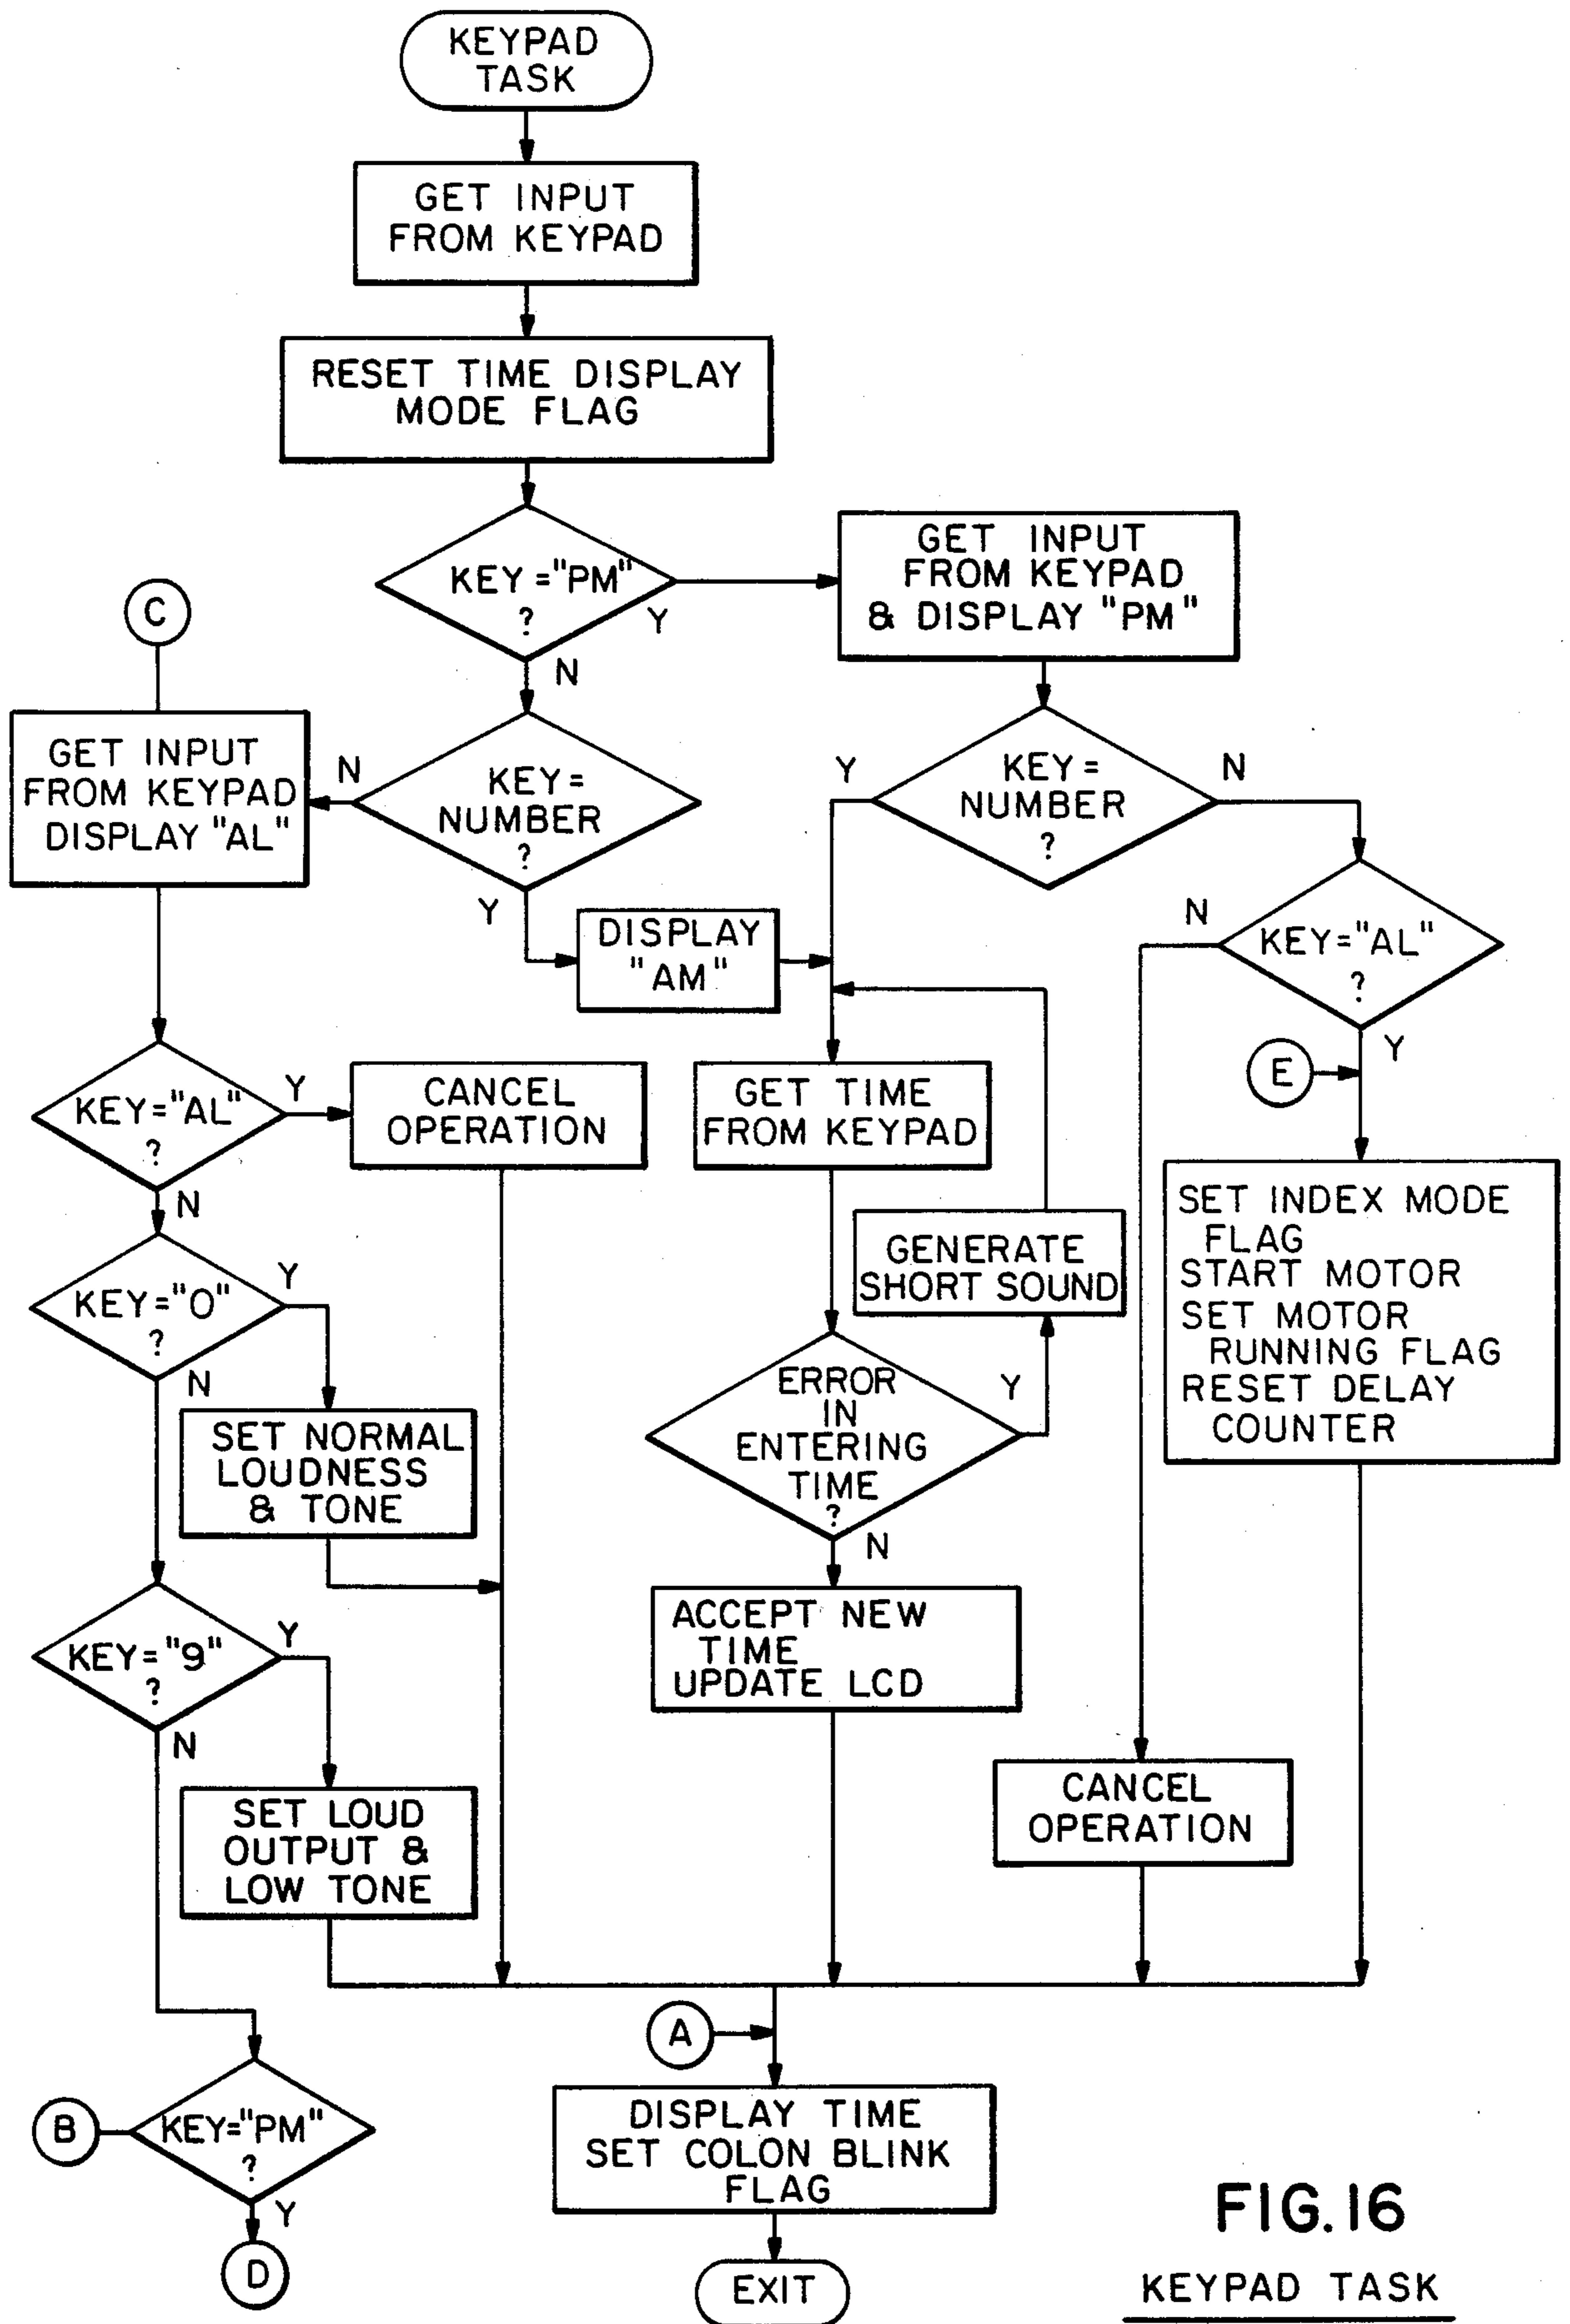 KEYPAD
TASK
GET INPUT
FROM KEYPAD
RESET TIME DISPLAY
MODE FLAG
KEY="PM"
?
Y
N
GET INPUT
FROM KEYPAD
& DISPLAY "PM"
C
GET INPUT
FROM KEYPAD
DISPLAY "AL"
N
KEY=
NUMBER
?
Y
DISPLAY
"AM"
Y
KEY=
NUMBER
?
N
N
KEY="AL"
?
Y
E
KEY="AL"
?
Y
N
CANCEL
OPERATION
GET TIME
FROM KEYPAD
GENERATE
SHORT SOUND
SET INDEX MODE
FLAG
START MOTOR
SET MOTOR
RUNNING FLAG
RESET DELAY
COUNTER
KEY="0"
?
Y
N
SET NORMAL
LOUDNESS
& TONE
ERROR
IN
ENTERING
TIME
?
Y
N
ACCEPT NEW
TIME
UPDATE LCD
KEY="9"
?
Y
N
SET LOUD
OUTPUT &
LOW TONE
CANCEL
OPERATION
A
B
KEY="PM"
?
Y
D
DISPLAY TIME
SET COLON BLINK
FLAG
EXIT
FIG.16
KEYPAD TASK